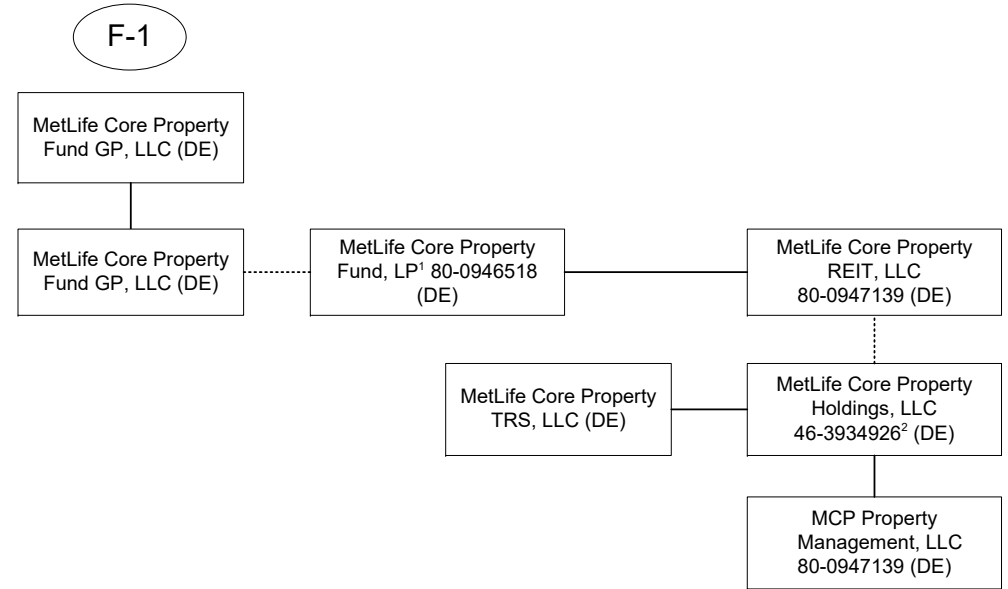 F-1
MetLife Core Property
Fund GP, LLC (DE)
MetLife Core Property
Fund GP, LLC (DE)
MetLife Core Property
Fund, LP¹ 80-0946518
(DE)
MetLife Core Property
REIT, LLC
80-0947139 (DE)
MetLife Core Property
TRS, LLC (DE)
MetLife Core Property
Holdings, LLC
46-3934926² (DE)
MCP Property
Management, LLC
80-0947139 (DE)